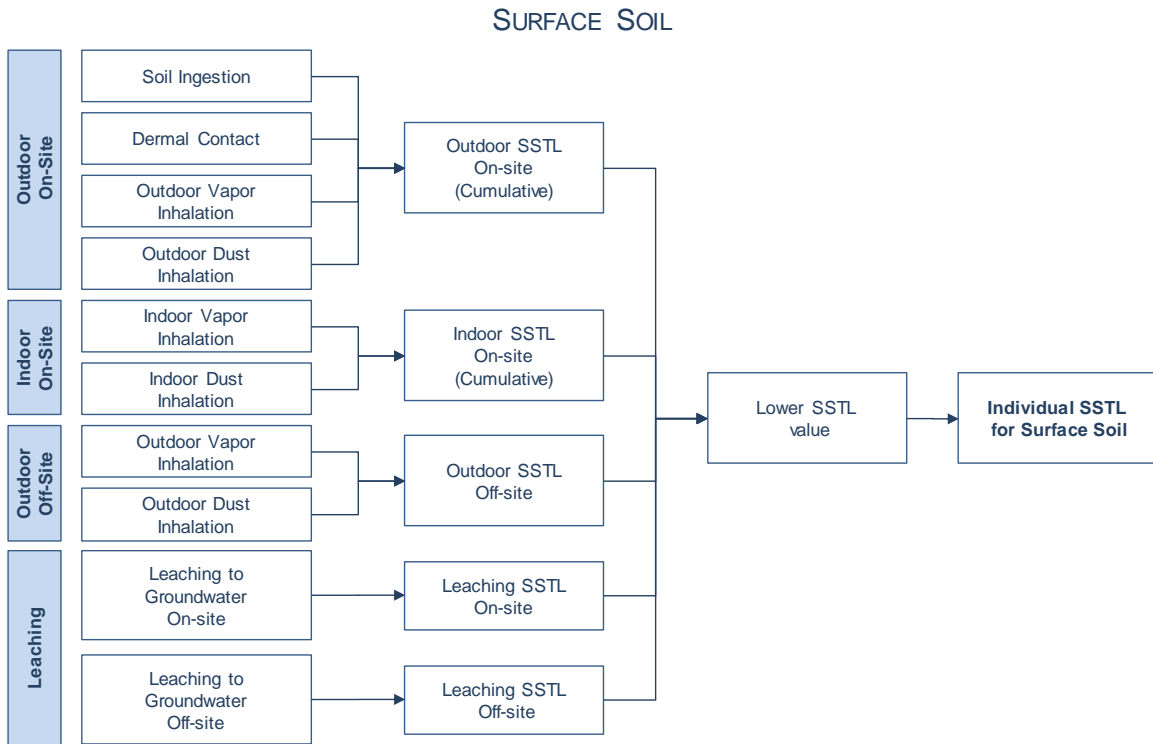 SURFACE SOIL
Outdoor
On-Site
Soil Ingestion
Dermal Contact
Outdoor Vapor
Inhalation
Outdoor Dust
Inhalation
Outdoor SSTL
On-site
(Cumulative)
Indoor
On-Site
Indoor Vapor
Inhalation
Indoor Dust
Inhalation
Indoor SSTL
On-site
(Cumulative)
Outdoor
Off-Site
Outdoor Vapor
Inhalation
Outdoor Dust
Inhalation
Outdoor SSTL
Off-site
Leaching
Leaching to
Groundwater
On-site
Leaching SSTL
On-site
Leaching to
Groundwater
Off-site
Leaching SSTL
Off-site
Lower SSTL
value
Individual SSTL
for Surface Soil